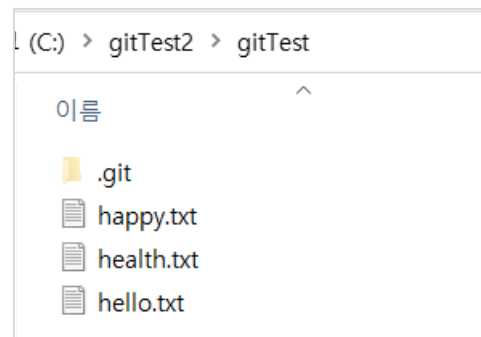 (C:) > gitTest2 > gitTest
이름
.git
happy.txt
health.txt
hello.txt